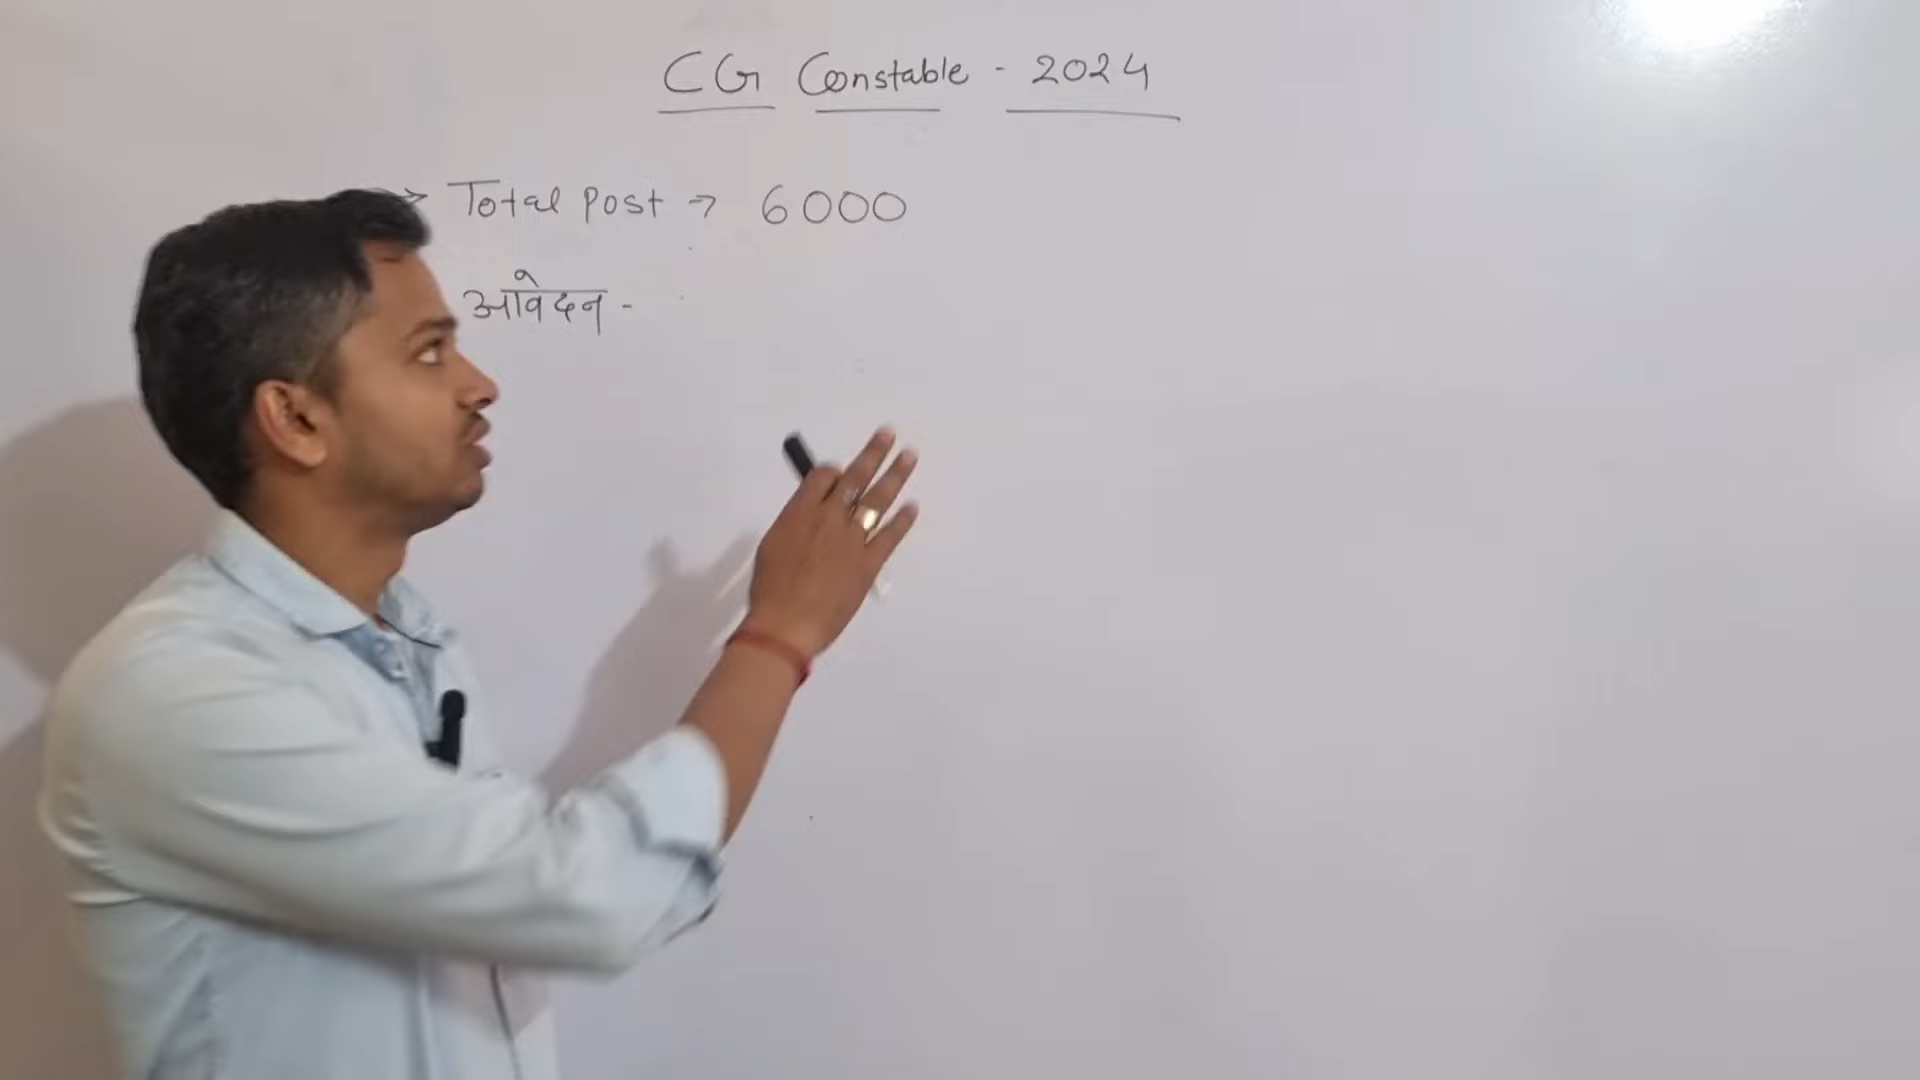 CG Constable - 2024
→ Total Post → 6000
आवेदन -